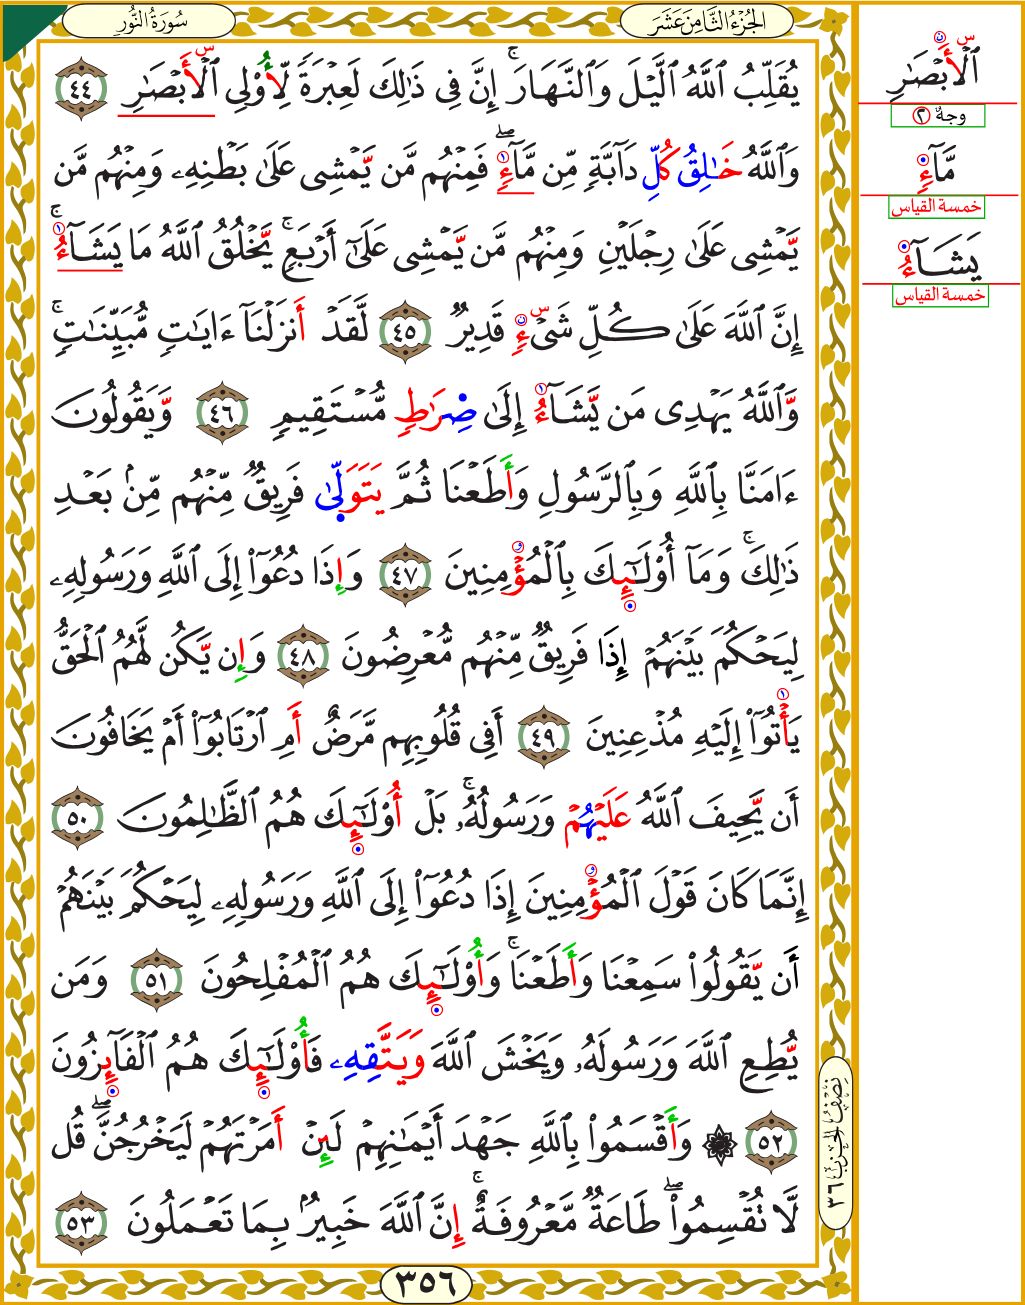 سُورَةُ النُّورِ
الجُزْءُ الثَّامِنَ عَشَرَ
يُقَلِّبُ ٱللَّهُ ٱلَّيْلَ وَٱلنَّهَارَ ۚ إِنَّ فِى ذَٰلِكَ لَعِبْرَةً لِّأُو۟لِى ٱلْأَبْصَـٰرِ ٤٤
وَٱللَّهُ خَـٰلِقُ كُلِّ دَآبَّةٍ مِّن مَّآءٍ ۖ فَمِنْهُم مَّن يَمْشِى عَلَىٰ بَطْنِهِۦ وَمِنْهُم مَّن
يَمْشِى عَلَىٰ رِجْلَيْنِ وَمِنْهُم مَّن يَمْشِى عَلَىٰٓ أَرْبَعٍ ۚ يَخْلُقُ ٱللَّهُ مَا يَشَآءُ ۚ
إِنَّ ٱللَّهَ عَلَىٰ كُلِّ شَىْءٍ قَدِيرٌ ٤٥ لَّقَدْ أَنزَلْنَآ ءَايَـٰتٍ مُّبَيِّنَـٰتٍ ۚ
وَٱللَّهُ يَهْدِى مَن يَشَآءُ إِلَىٰ صِرَٰطٍ مُّسْتَقِيمٍ ٤٦ وَيَقُولُونَ
ءَامَنَّا بِٱللَّهِ وَبِٱلرَّسُولِ وَأَطَعْنَا ثُمَّ يَتَوَلَّىٰ فَرِيقٌ مِّنْهُم مِّنۢ بَعْدِ
ذَٰلِكَ ۚ وَمَآ أُو۟لَـٰٓئِكَ بِٱلْمُؤْمِنِينَ ٤٧ وَإِذَا دُعُوٓا۟ إِلَى ٱللَّهِ وَرَسُولِهِۦ
لِيَحْكُمَ بَيْنَهُمْ إِذَا فَرِيقٌ مِّنْهُم مُّعْرِضُونَ ٤٨ وَإِن يَكُن لَّهُمُ ٱلْحَقُّ
يَأْتُوٓا۟ إِلَيْهِ مُذْعِنِينَ ٤٩ أَفِى قُلُوبِهِم مَّرَضٌ أَمِ ٱرْتَابُوٓا۟ أَمْ يَخَافُونَ
أَن يَحِيفَ ٱللَّهُ عَلَيْهِمْ وَرَسُولُهُۥ ۚ بَلْ أُو۟لَـٰٓئِكَ هُمُ ٱلظَّـٰلِمُونَ ٥٠
إِنَّمَا كَانَ قَوْلَ ٱلْمُؤْمِنِينَ إِذَا دُعُوٓا۟ إِلَى ٱللَّهِ وَرَسُولِهِۦ لِيَحْكُمَ بَيْنَهُمْ
أَن يَقُولُوا۟ سَمِعْنَا وَأَطَعْنَا ۚ وَأُو۟لَـٰٓئِكَ هُمُ ٱلْمُفْلِحُونَ ٥١ وَمَن
يُطِعِ ٱللَّهَ وَرَسُولَهُۥ وَيَخْشَ ٱللَّهَ وَيَتَّقِهِۦ فَأُو۟لَـٰٓئِكَ هُمُ ٱلْفَآئِزُونَ
٥٢ ۞ وَأَقْسَمُوا۟ بِٱللَّهِ جَهْدَ أَيْمَـٰنِهِمْ لَئِنْ أَمَرْتَهُمْ لَيَخْرُجُنَّ ۖ قُل
لَّا تُقْسِمُوا۟ ۖ طَاعَةٌ مَّعْرُوفَةٌ ۚ إِنَّ ٱللَّهَ خَبِيرٌۢ بِمَا تَعْمَلُونَ ٥٣
٣٥٦
نِصْفُ الْحِزْبِ ٣٦
ٱلْأَبْصَـٰرِ
وجهٌ ٢
مَّآءٍ
خمسة القياس
يَشَآءُ
خمسة القياس